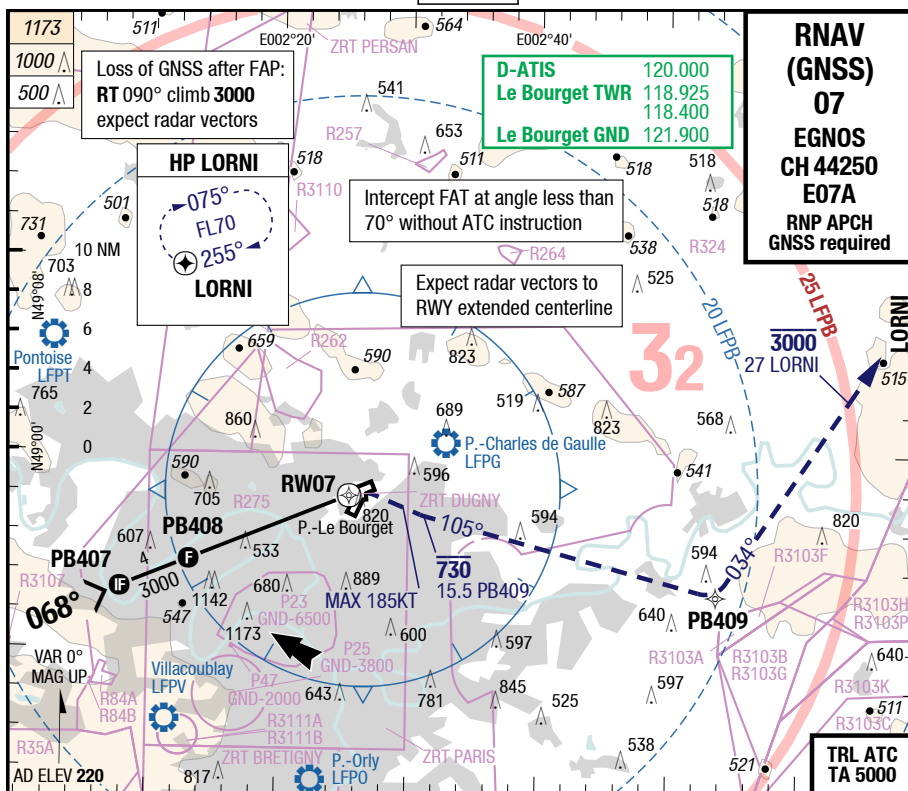 1173
1000
500
511
E002°20'
ZRT PERSAN
564
E002°40'
Loss of GNSS after FAP:
RT 090° climb 3000
expect radar vectors
D-ATIS 120.000
Le Bourget TWR 118.925
118.400
Le Bourget GND 121.900
RNAV
(GNSS)
07
EGNOS
CH 44250
E07A
RNP APCH
GNSS required
541
653
R257
518
R3110
511
518
518
518
HP LORNI
075°
FL70
255°
LORNI
Intercept FAT at angle less than
70° without ATC instruction
501
731
538
R324
10 NM
703
8
6
4
2
0
N49°08'
N49°00'
R264
525
Expect radar vectors to
RWY extended centerline
20 LFPB
25 LFPB
LORNI
3000
27 LORNI
515
Pontoise
LFPT
765
659
R262
590
823
32
587
519
823
568
860
689
P.-Charles de Gaulle
LFPG
590
705
R275
RW07
596
541
ZRT DUGNY
820
P.-Le Bourget
607
PB408
F
533
105°
594
820
PB407
IF
4
3000
068°
R3107
730
15.5 PB409
MAX 185KT
594
034°
R3103F
1142
680
889
547
P23
GND-6500
1173
600
640
PB409
R3103H
R3103P
P25
GND-3800
597
R3103A
R3103B
R3103G
640
VAR 0°
MAG UP
Villacoublay
LFPV
P47
GND-2000
643
781
845
597
R3103K
R84A
R84B
525
511
R3103C
R3111A
R3111B
R35A
ZRT BRETIGNY
ZRT PARIS
538
AD ELEV 220
817
P.-Orly
LFPO
521
TRL ATC
TA 5000